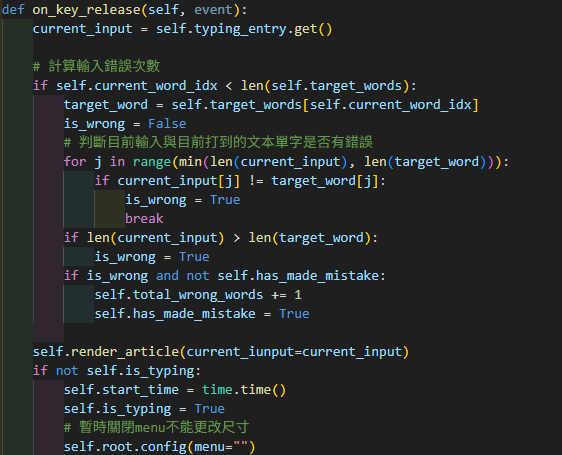 def on_key_release(self, event):
    current_input = self.typing_entry.get()

    # 計算輸入錯誤次數
    if self.current_word_idx < len(self.target_words):
        target_word = self.target_words[self.current_word_idx]
        is_wrong = False
        # 判斷目前輸入與目前打到的文本單字是否有錯誤
        for j in range(min(len(current_input), len(target_word))):
            if current_input[j] != target_word[j]:
                is_wrong = True
                break
        if len(current_input) > len(target_word):
            is_wrong = True
        if is_wrong and not self.has_made_mistake:
            self.total_wrong_words += 1
            self.has_made_mistake = True

    self.render_article(current_iunput=current_input)
    if not self.is_typing:
        self.start_time = time.time()
        self.is_typing = True
        # 暫時關閉menu不能更改尺寸
        self.root.config(menu="")